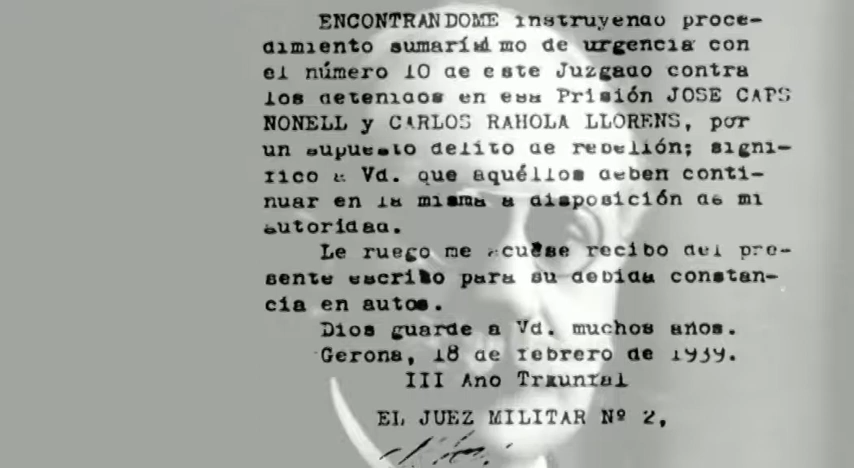 ENCONTRANDOME instruyendo proce-
dimiento sumarísimo de urgencia con
el número 10 de este Juzgado contra
los detenidos en esa Prisión JOSE CAPS
NONELL y CARLOS RAHOLA LLORENS, por
un supuesto delito de rebelión; signi-
fico a Vd. que aquéllos deben conti-
nuar en la misma a disposición de mi
autoridad.
Le ruego me acuse recibo del pre-
sente escrito para su debida constan-
cia en autos.
Dios guarde a Vd. muchos años.
Gerona, 18 de febrero de 1939.
III Ano Triunfal
EL JUEZ MILITAR Nº 2,